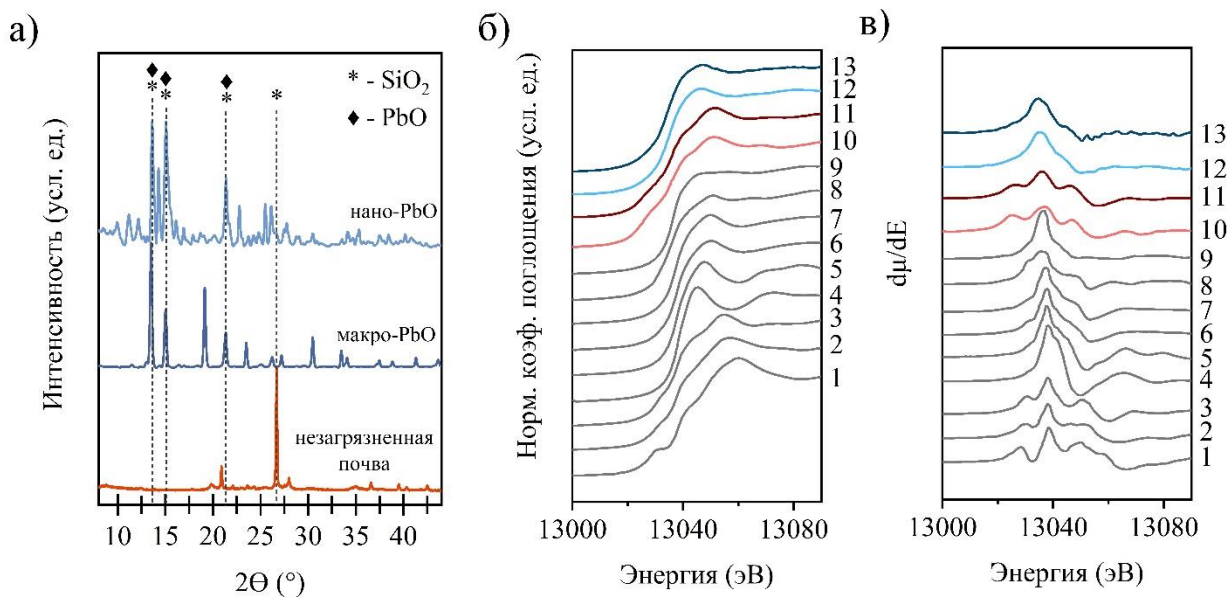 а)
* - SiO₂
♦ - PbO
нано-PbO
макро-PbO
незагрязненная
почва
Интенсивность (усл. ед.)
10 15 20 25 30 35 40
2Θ (°)
б)
Норм. коэф. поглощения (усл. ед.)
13
12
11
10
9
8
7
6
5
4
3
2
1
13000 13040 13080
Энергия (эВ)
в)
dμ/dE
13
12
11
10
9
8
7
6
5
4
3
2
1
13000 13040 13080
Энергия (эВ)